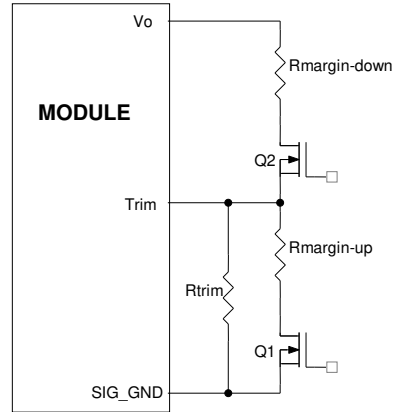 Vo
Rmargin-down
MODULE
Q2
Trim
Rmargin-up
Rtrim
Q1
SIG_GND